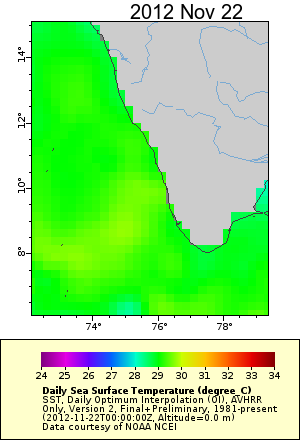 2012 Nov 22
14°
12°
10°
8°
74° 76° 78°
24 25 26 27 28 29 30 31 32 33 34
Daily Sea Surface Temperature (degree_C)
SST, Daily Optimum Interpolation (OI), AVHRR
Only, Version 2, Final+Preliminary, 1981-present
(2012-11-22T00:00:00Z, Altitude=0.0 m)
Data courtesy of NOAA NCEI